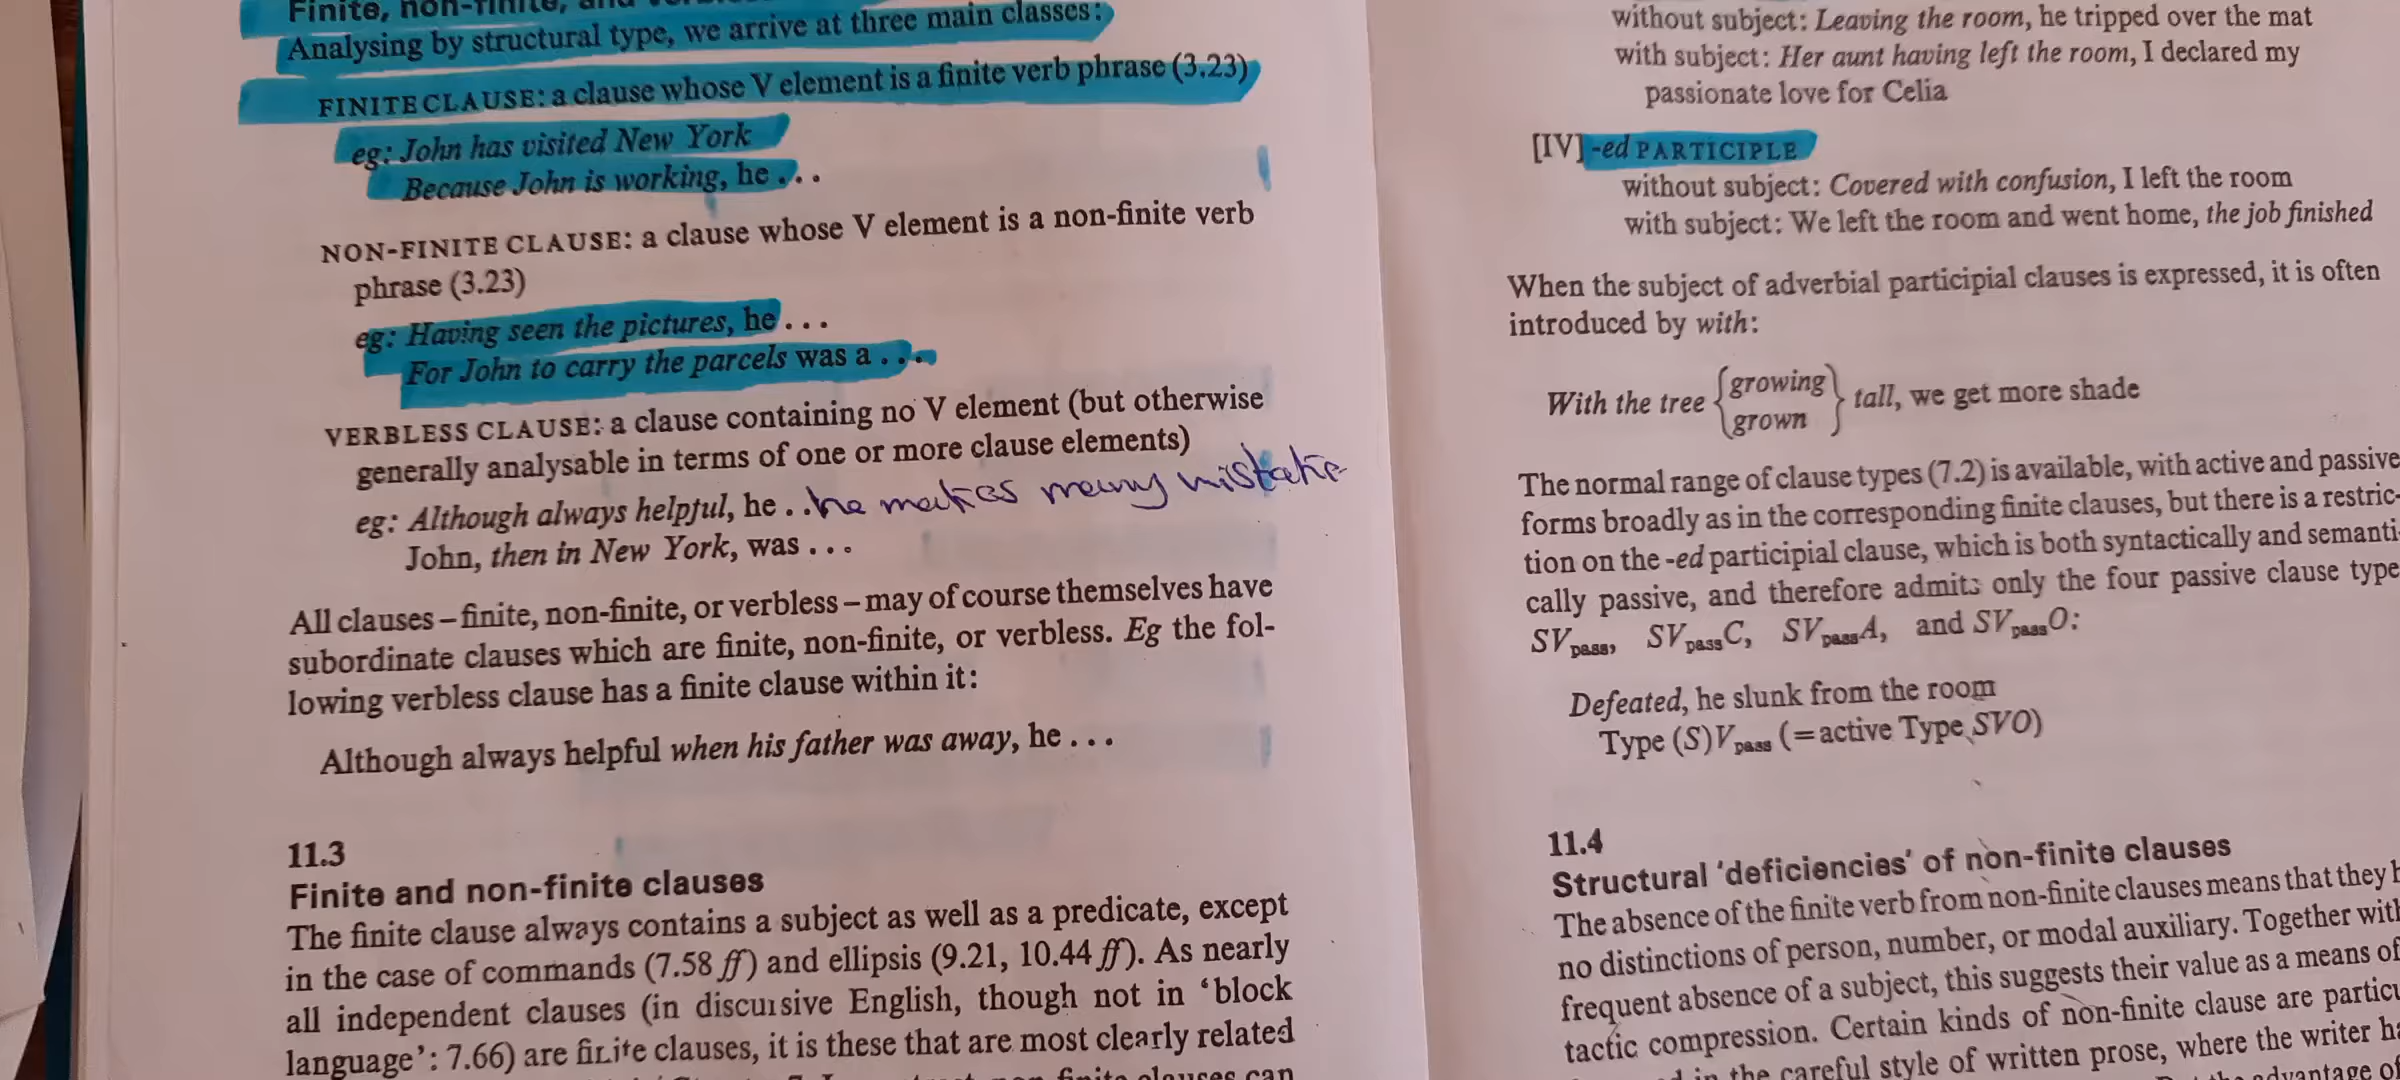 Finite, non-finite, and
Analysing by structural type, we arrive at three main classes:
FINITE CLAUSE: a clause whose V element is a finite verb phrase (3.23)
eg: John has visited New York
Because John is working, he . . .
NON-FINITE CLAUSE: a clause whose V element is a non-finite verb
phrase (3.23)
eg: Having seen the pictures, he . . .
For John to carry the parcels was a . . .
VERBLESS CLAUSE: a clause containing no V element (but otherwise
generally analysable in terms of one or more clause elements)
eg: Although always helpful, he . . he makes many mistake
John, then in New York, was . . .
All clauses – finite, non-finite, or verbless – may of course themselves have
subordinate clauses which are finite, non-finite, or verbless. Eg the fol-
lowing verbless clause has a finite clause within it:
Although always helpful when his father was away, he . . .
11.3
Finite and non-finite clauses
The finite clause always contains a subject as well as a predicate, except
in the case of commands (7.58 ff) and ellipsis (9.21, 10.44 ff). As nearly
all independent clauses (in discursive English, though not in ‘block
language’: 7.66) are finite clauses, it is these that are most clearly related
finite clauses can
without subject: Leaving the room, he tripped over the mat
with subject: Her aunt having left the room, I declared my
passionate love for Celia
[IV] -ed PARTICIPLE
without subject: Covered with confusion, I left the room
with subject: We left the room and went home, the job finished
When the subject of adverbial participial clauses is expressed, it is often
introduced by with:
With the tree {growing / grown} tall, we get more shade
The normal range of clause types (7.2) is available, with active and passive
forms broadly as in the corresponding finite clauses, but there is a restric-
tion on the -ed participial clause, which is both syntactically and semanti-
cally passive, and therefore admits only the four passive clause type
SVpass, SVpassC, SVpassA, and SVpassO:
Defeated, he slunk from the room
Type (S)Vpass (=active Type SVO)
11.4
Structural ‘deficiencies’ of non-finite clauses
The absence of the finite verb from non-finite clauses means that they
no distinctions of person, number, or modal auxiliary. Together with
frequent absence of a subject, this suggests their value as a means of
tactic compression. Certain kinds of non-finite clause are
in the careful style of written prose, where the writer
advantage of